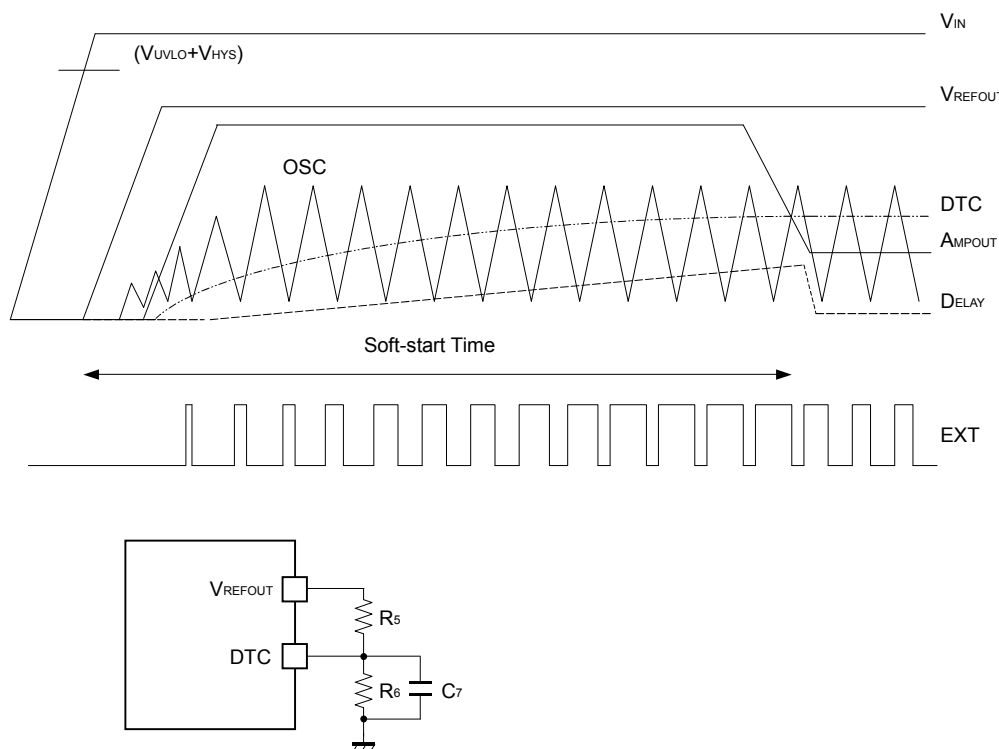 VIN
(VUVLO+VHYS)
VREFOUT
OSC
DTC
AMPOUT
DELAY
Soft-start Time
EXT
VREFOUT
R5
DTC
R6
C7